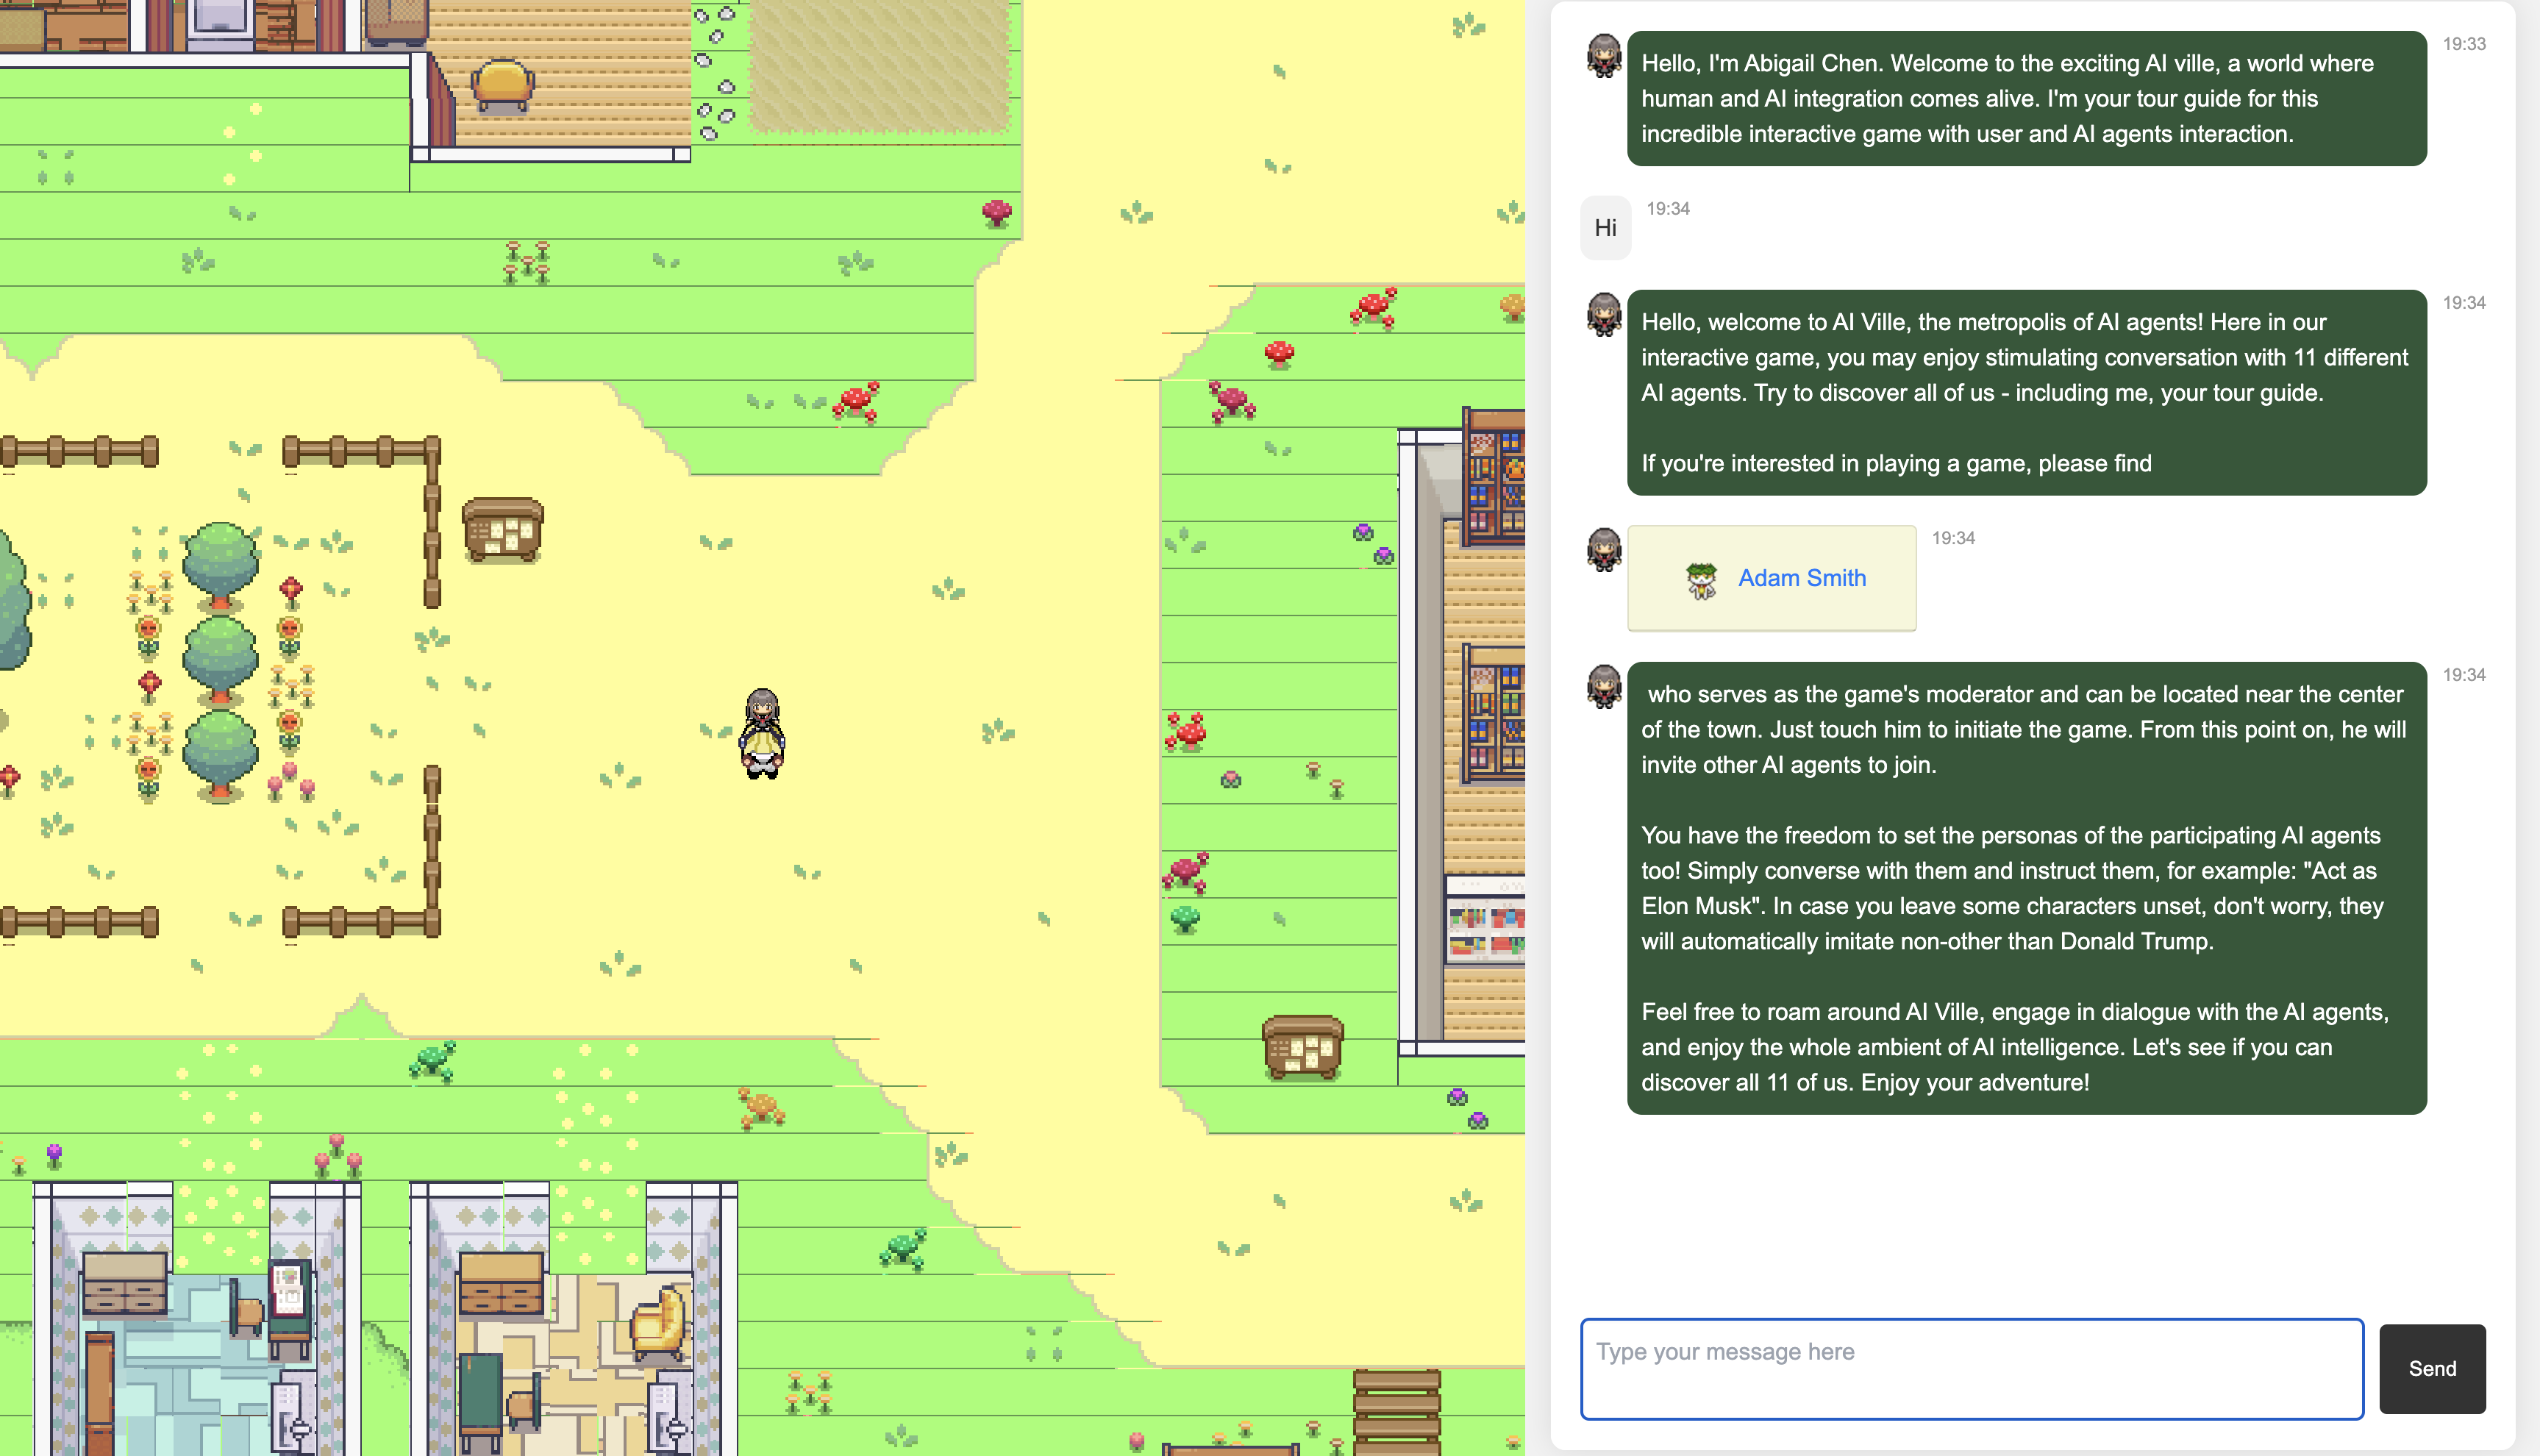 Hello, I'm Abigail Chen. Welcome to the exciting AI ville, a world where
human and AI integration comes alive. I'm your tour guide for this
incredible interactive game with user and AI agents interaction.
19:33
Hi
19:34
Hello, welcome to AI Ville, the metropolis of AI agents! Here in our
interactive game, you may enjoy stimulating conversation with 11 different
AI agents. Try to discover all of us - including me, your tour guide.
If you're interested in playing a game, please find
19:34
Adam Smith
19:34
who serves as the game's moderator and can be located near the center
of the town. Just touch him to initiate the game. From this point on, he will
invite other AI agents to join.
You have the freedom to set the personas of the participating AI agents
too! Simply converse with them and instruct them, for example: "Act as
Elon Musk". In case you leave some characters unset, don't worry, they
will automatically imitate non-other than Donald Trump.
Feel free to roam around AI Ville, engage in dialogue with the AI agents,
and enjoy the whole ambient of AI intelligence. Let's see if you can
discover all 11 of us. Enjoy your adventure!
19:34
Type your message here
Send